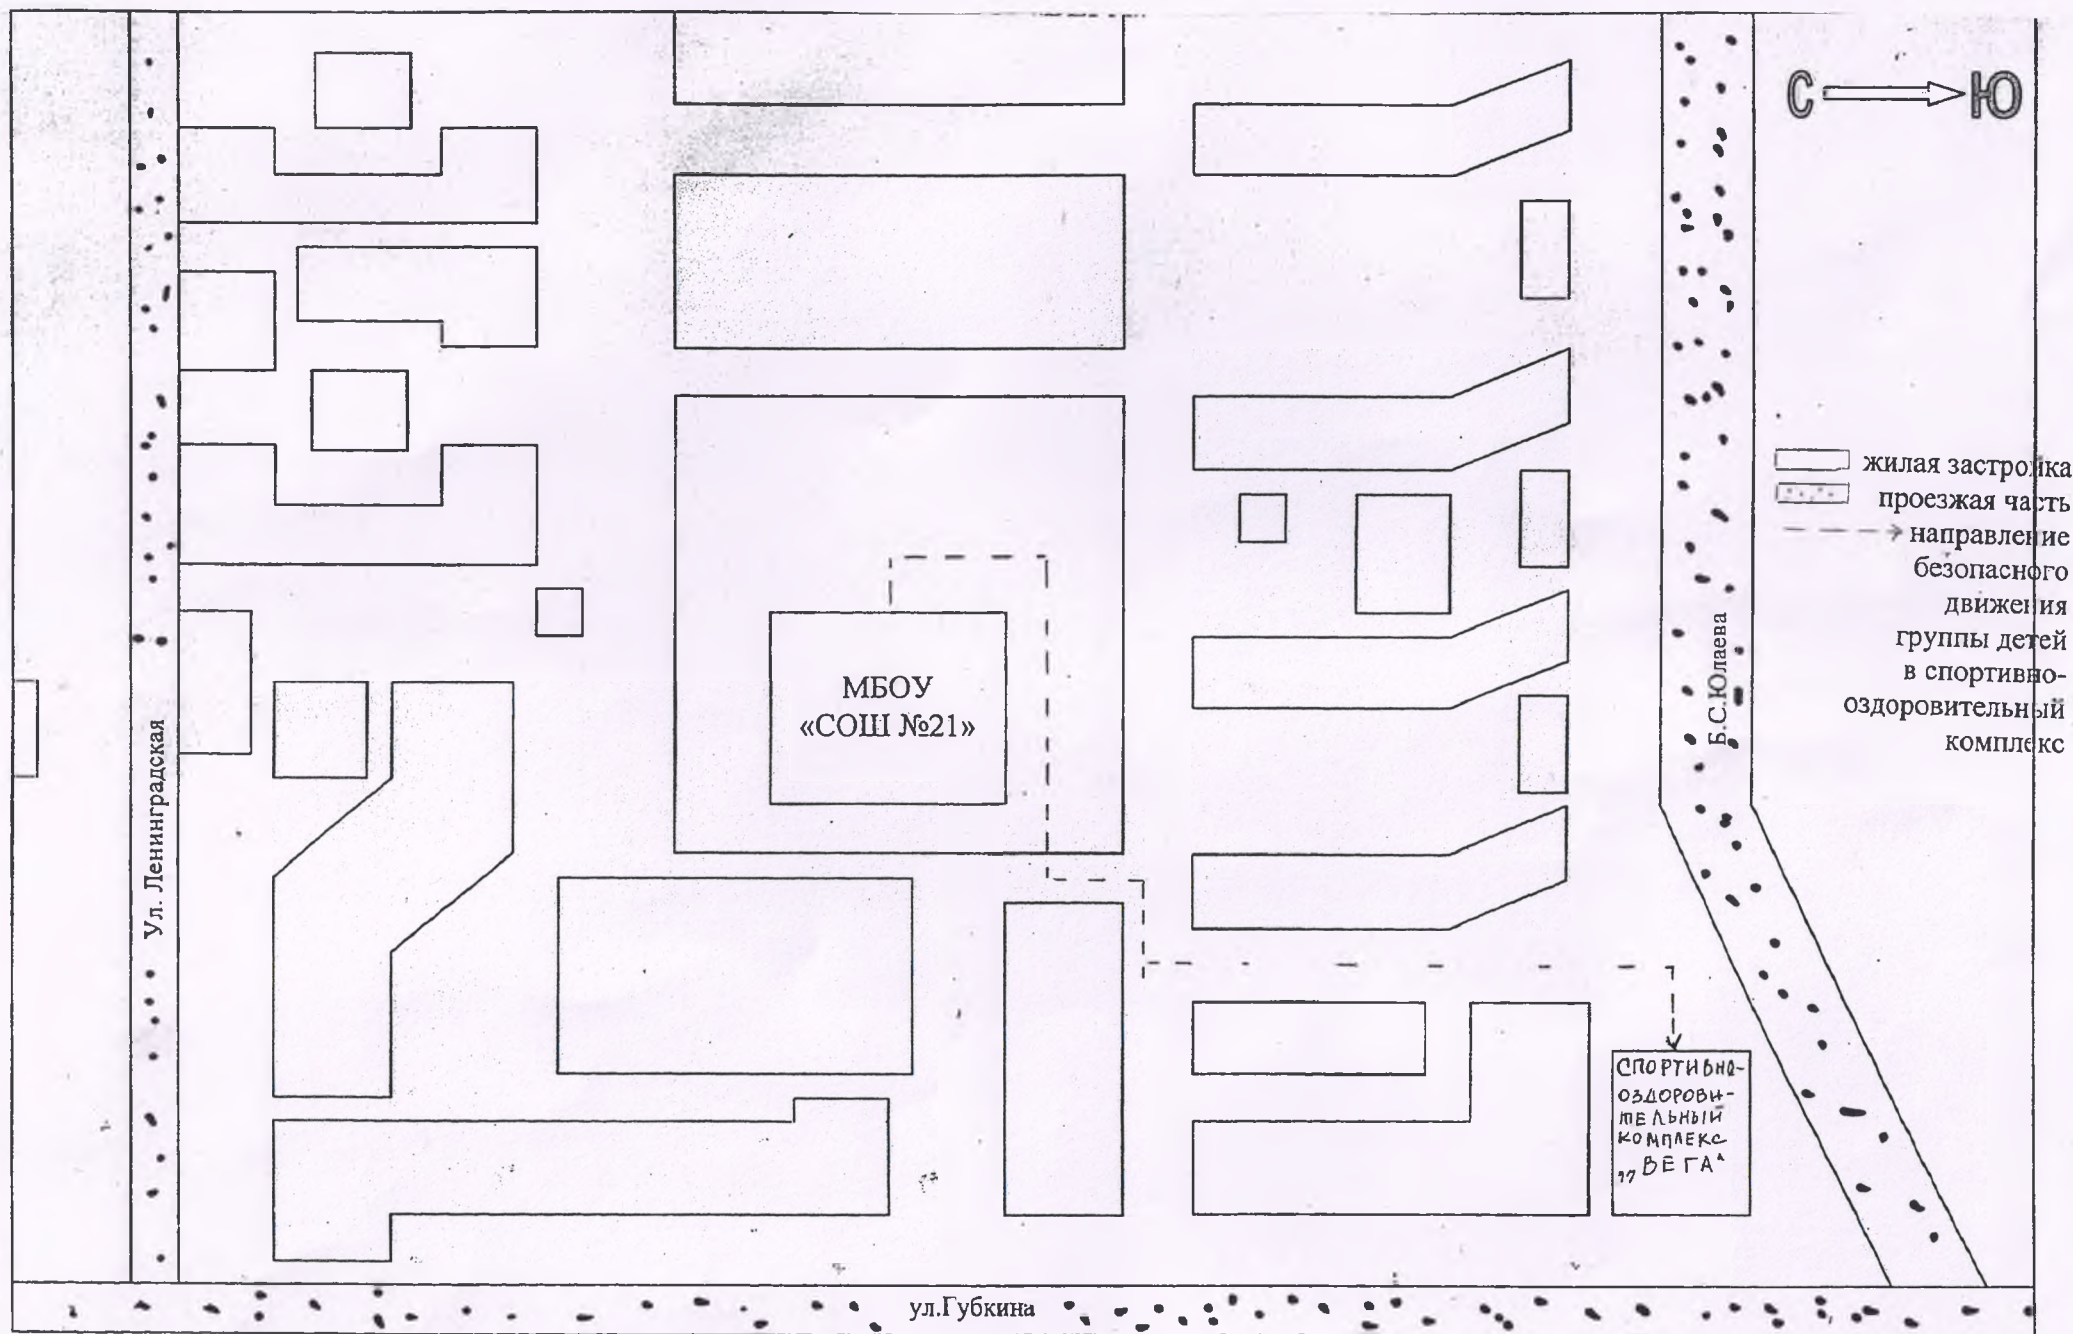 С Ю
жилая застройка
проезжая часть
направление
безопасного
движения
группы детей
в спортивно-
оздоровительный
комплекс
МБОУ
«СОШ №21»
Ул. Ленинградская
Б.С.Юлаева
СПОРТИВНО-
ОЗДОРОВИ-
ТЕЛЬНЫЙ
КОМПЛЕКС
„ВЕГА“
ул.Губкина